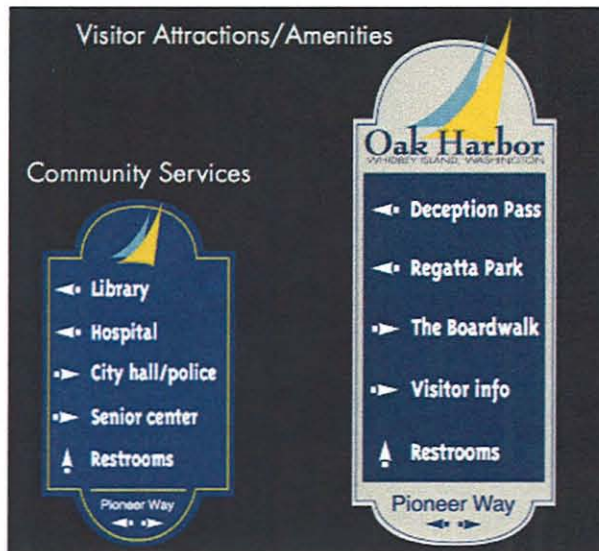 Visitor Attractions/Amenities
Oak Harbor
WHIDBEY ISLAND, WASHINGTON
Deception Pass
Regatta Park
The Boardwalk
Visitor info
Restrooms
Pioneer Way
Community Services
Library
Hospital
City hall/police
Senior center
Restrooms
Pioneer Way